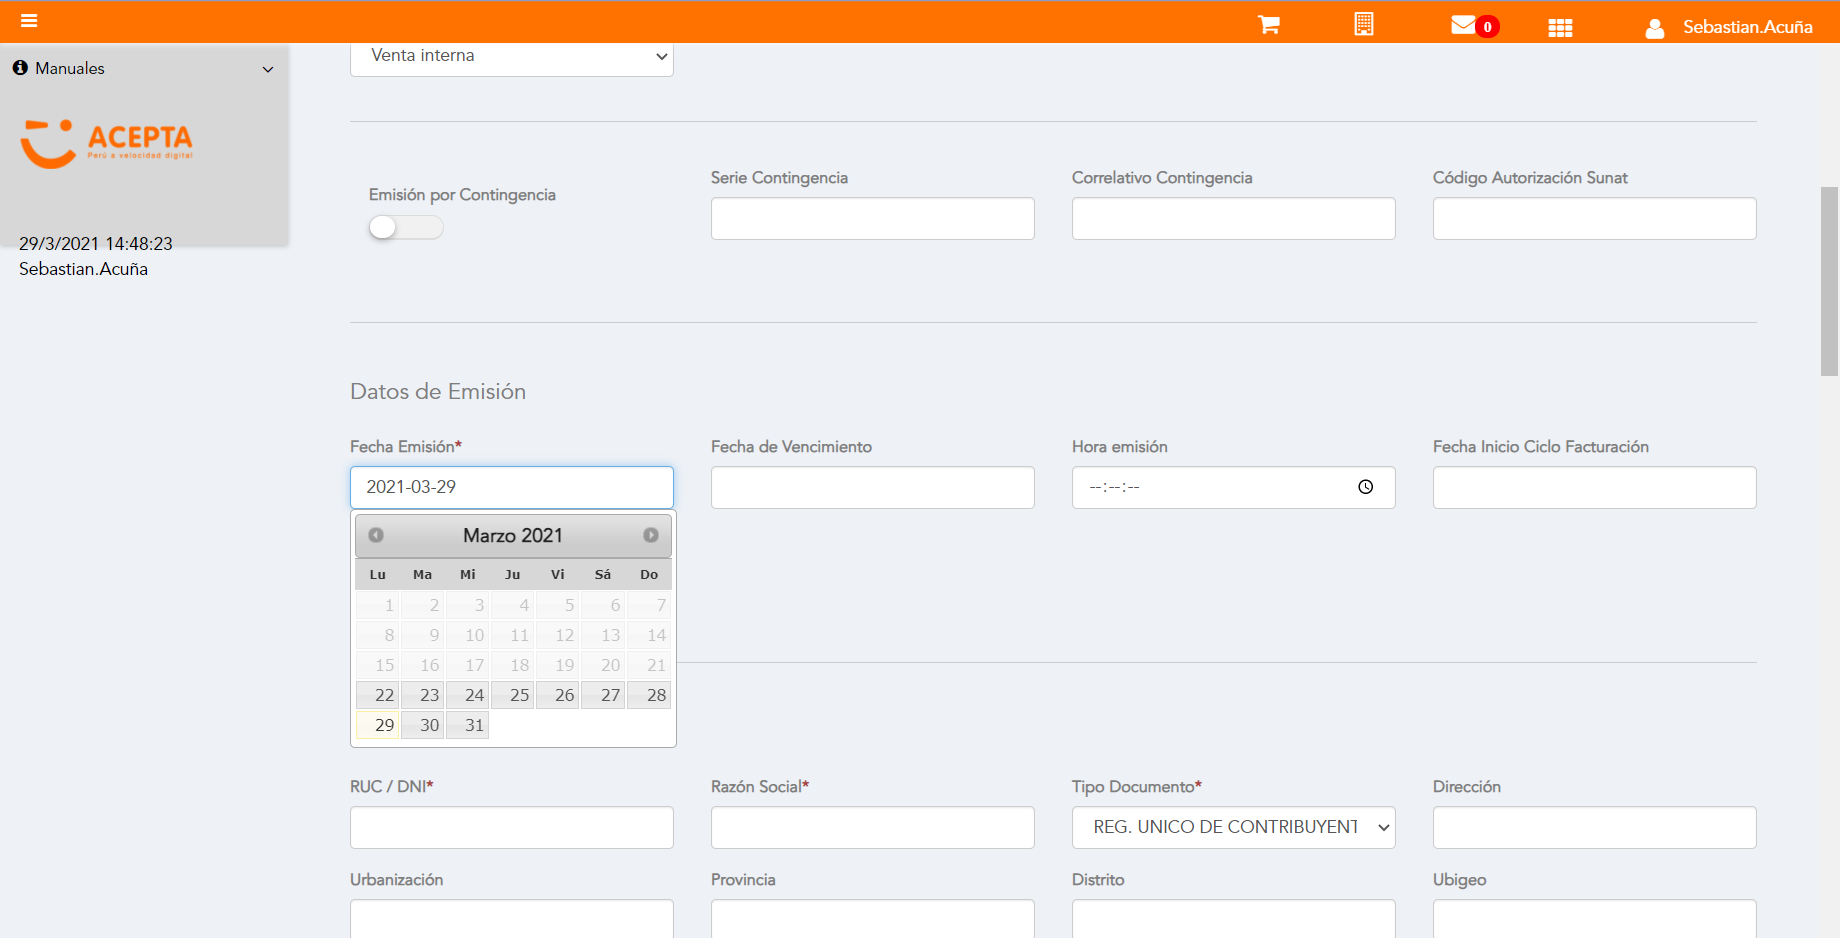 0
Sebastian.Acuña
Manuales
ACEPTA
Perú a velocidad digital
29/3/2021 14:48:23
Sebastian.Acuña
Venta interna
Emisión por Contingencia
Serie Contingencia
Correlativo Contingencia
Código Autorización Sunat
Datos de Emisión
Fecha Emisión*
Fecha de Vencimiento
Hora emisión
Fecha Inicio Ciclo Facturación
2021-03-29
--:--:--
Marzo 2021
Lu Ma Mi Ju Vi Sá Do
1 2 3 4 5 6 7
8 9 10 11 12 13 14
15 16 17 18 19 20 21
22 23 24 25 26 27 28
29 30 31
RUC / DNI*
Razón Social*
Tipo Documento*
Dirección
REG. UNICO DE CONTRIBUYENT
Urbanización
Provincia
Distrito
Ubigeo